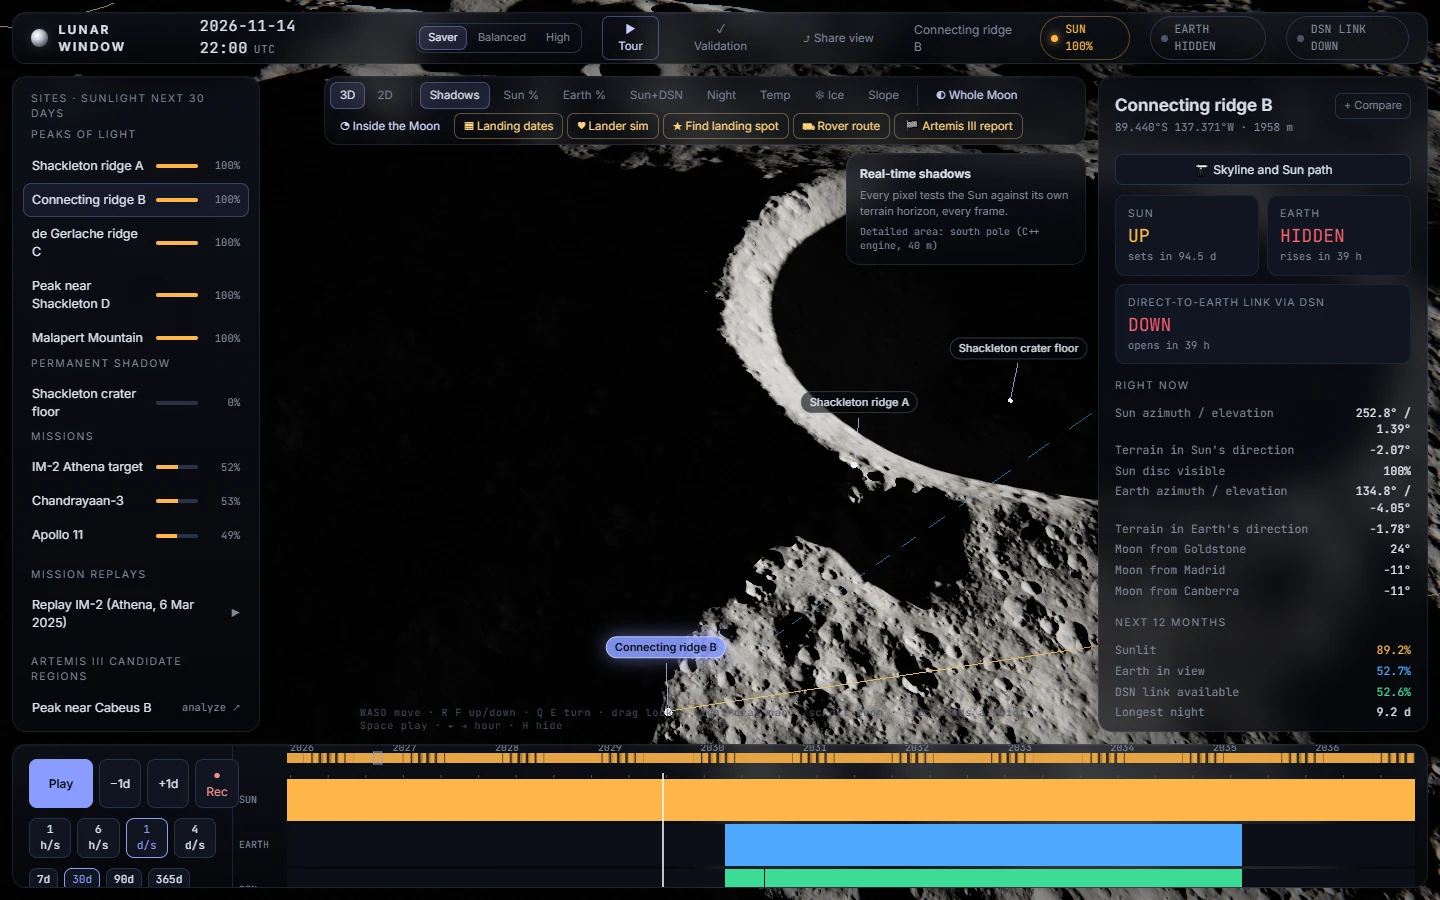 LUNAR
WINDOW
2026-11-14
22:00 UTC
Saver Balanced High
▶
Tour
✓
Validation
⤴ Share view
Connecting ridge
B
SUN
100%
EARTH
HIDDEN
DSN LINK
DOWN
SITES · SUNLIGHT NEXT 30
DAYS
PEAKS OF LIGHT
Shackleton ridge A 100%
Connecting ridge B 100%
de Gerlache ridge
C 100%
Peak near
Shackleton D 100%
Malapert Mountain 100%
PERMANENT SHADOW
Shackleton crater
floor 0%
MISSIONS
IM-2 Athena target 52%
Chandrayaan-3 53%
Apollo 11 49%
MISSION REPLAYS
Replay IM-2 (Athena, 6 Mar
2025) ▶
ARTEMIS III CANDIDATE
REGIONS
Peak near Cabeus B analyze ↗
3D 2D Shadows Sun % Earth % Sun+DSN Night Temp ❄ Ice Slope Whole Moon
Inside the Moon Landing dates ♥ Lander sim ★ Find landing spot Rover route Artemis III report
Real-time shadows
Every pixel tests the Sun against its own
terrain horizon, every frame.
Detailed area: south pole (C++
engine, 40 m)
Shackleton crater floor
Shackleton ridge A
Connecting ridge B
WASD move · R F up/down · Q E turn · drag
Space play · ← → hour · H hide
Connecting ridge B
+ Compare
89.440°S 137.371°W · 1958 m
Skyline and Sun path
SUN
UP
sets in 94.5 d
EARTH
HIDDEN
rises in 39 h
DIRECT-TO-EARTH LINK VIA DSN
DOWN
opens in 39 h
RIGHT NOW
Sun azimuth / elevation 252.8° /
1.39°
Terrain in Sun's direction -2.07°
Sun disc visible 100%
Earth azimuth / elevation 134.8° /
-4.05°
Terrain in Earth's direction -1.78°
Moon from Goldstone 24°
Moon from Madrid -11°
Moon from Canberra -11°
NEXT 12 MONTHS
Sunlit 89.2%
Earth in view 52.7%
DSN link available 52.6%
Longest night 9.2 d
Play −1d +1d ●
Rec
1
h/s
6
h/s
1
d/s
4
d/s
7d 30d 90d 365d
2026 2027 2028 2029 2030 2031 2032 2033 2034 2035 2036
SUN
EARTH